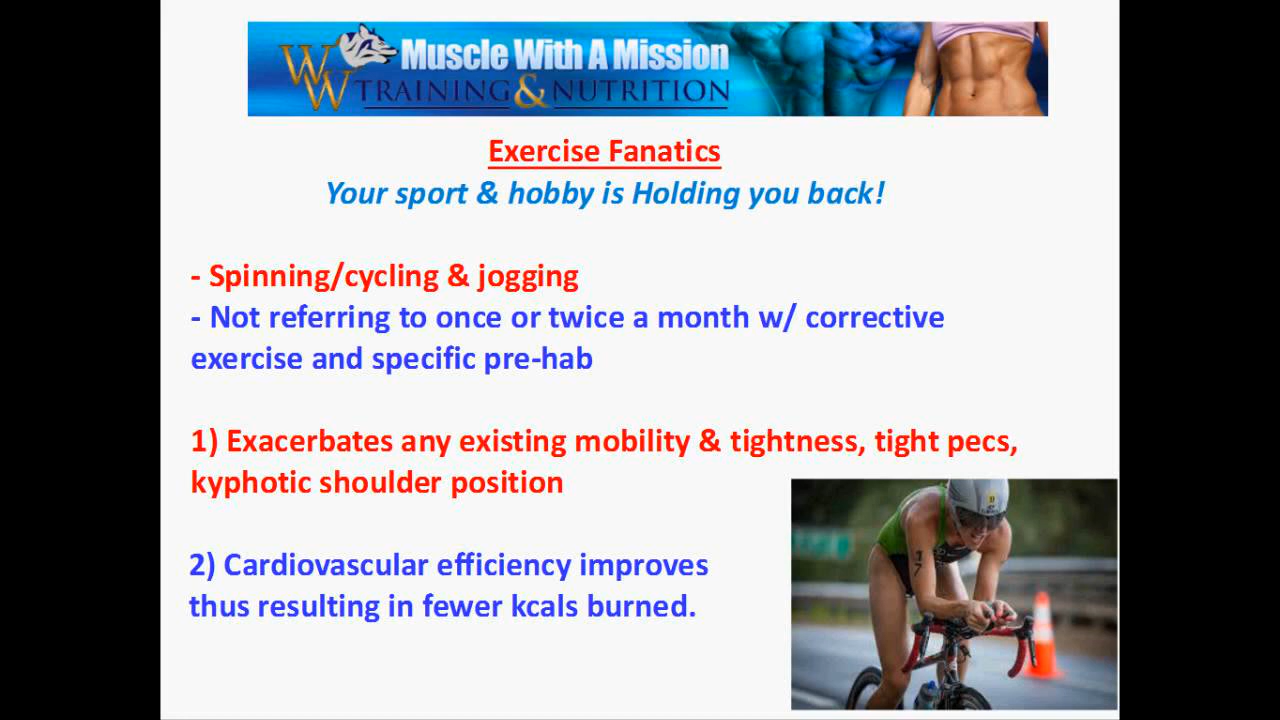 WW Muscle With A Mission
TRAINING & NUTRITION
Exercise Fanatics
Your sport & hobby is Holding you back!
- Spinning/cycling & jogging
- Not referring to once or twice a month w/ corrective
exercise and specific pre-hab
1) Exacerbates any existing mobility & tightness, tight pecs,
kyphotic shoulder position
2) Cardiovascular efficiency improves
thus resulting in fewer kcals burned.